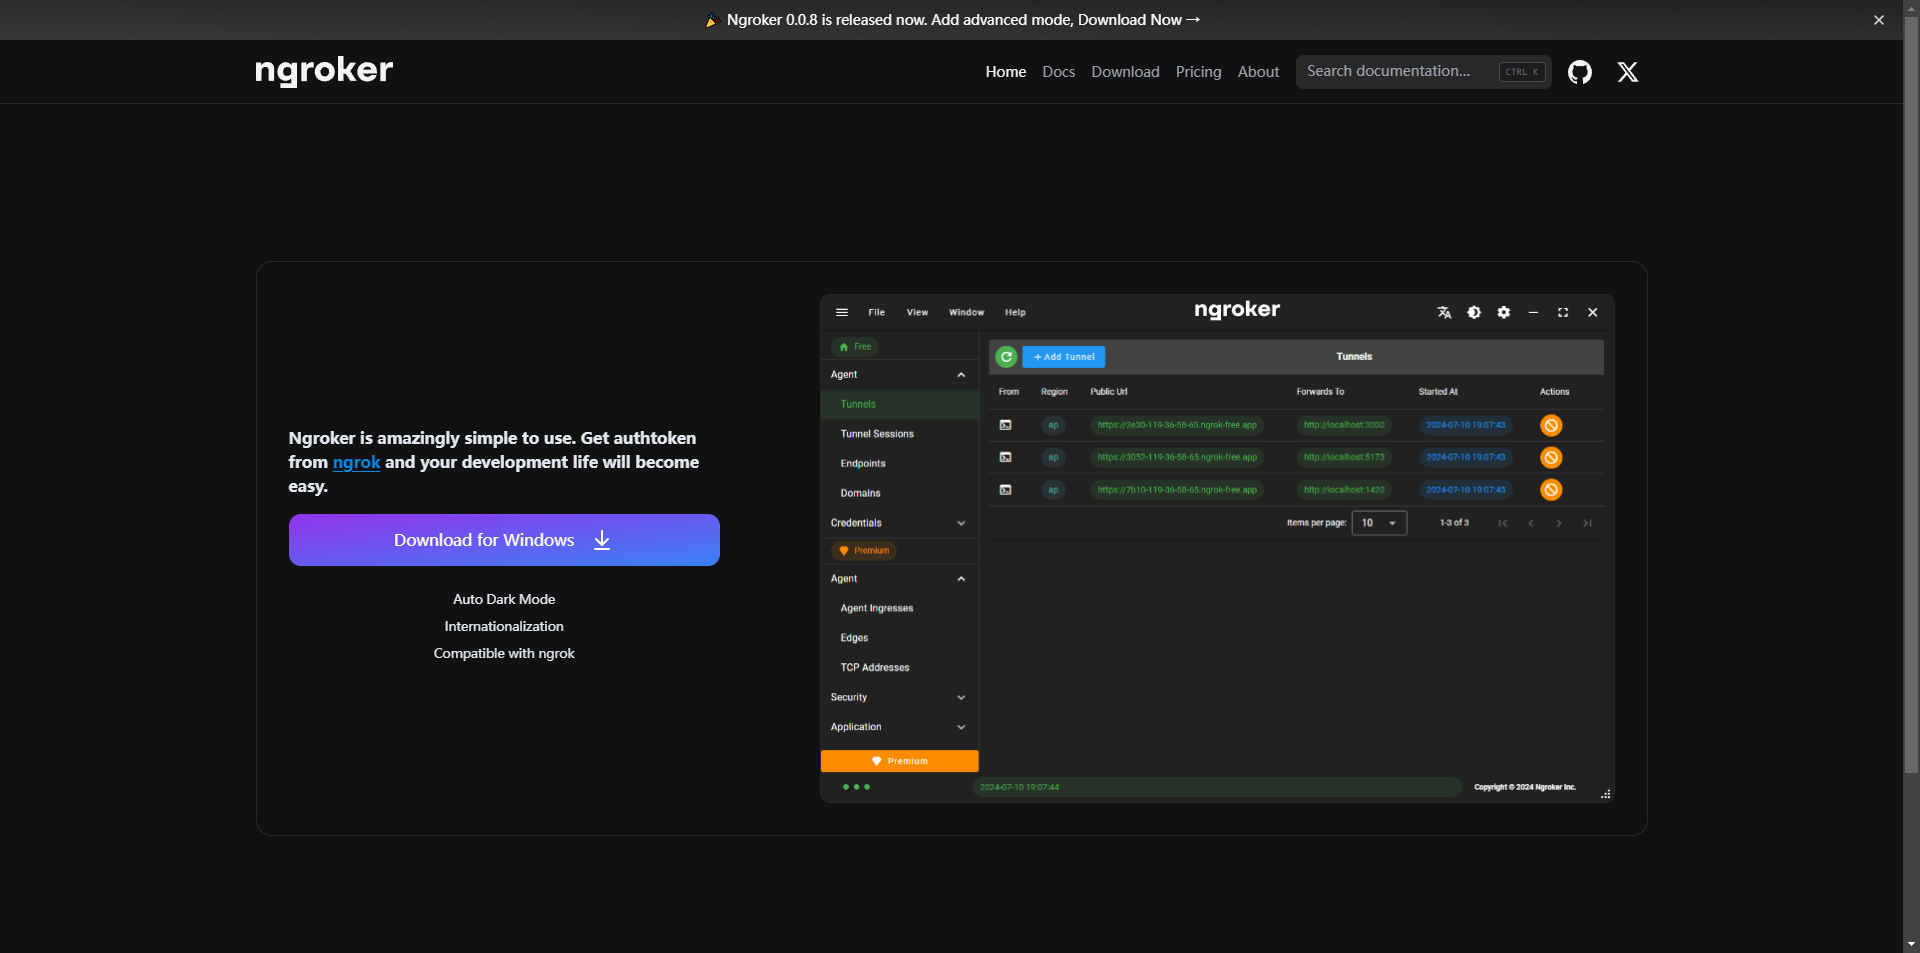 🎉 Ngroker 0.0.8 is released now. Add advanced mode, Download Now →
ngroker
Home Docs Download Pricing About Search documentation... CTRL K
Ngroker is amazingly simple to use. Get authtoken
from ngrok and your development life will become
easy.
Download for Windows
Auto Dark Mode
Internationalization
Compatible with ngrok
File View Window Help ngroker
Free
Agent
Tunnels
Tunnel Sessions
Endpoints
Domains
Credentials
Premium
Agent
Agent Ingresses
Edges
TCP Addresses
Security
Application
Premium
+ Add Tunnel Tunnels
From Region Public Url Forwards To Started At Actions
ap https://2e30-119-36-58-65.ngrok-free.app http://localhost:3000 2024-07-10 19:07:43
ap https://3052-119-36-58-65.ngrok-free.app http://localhost:5173 2024-07-10 19:07:43
ap https://7b10-119-36-58-65.ngrok-free.app http://localhost:1420 2024-07-10 19:07:43
Items per page: 10 1-3 of 3
2024-07-10 19:07:44 Copyright © 2024 Ngroker Inc.